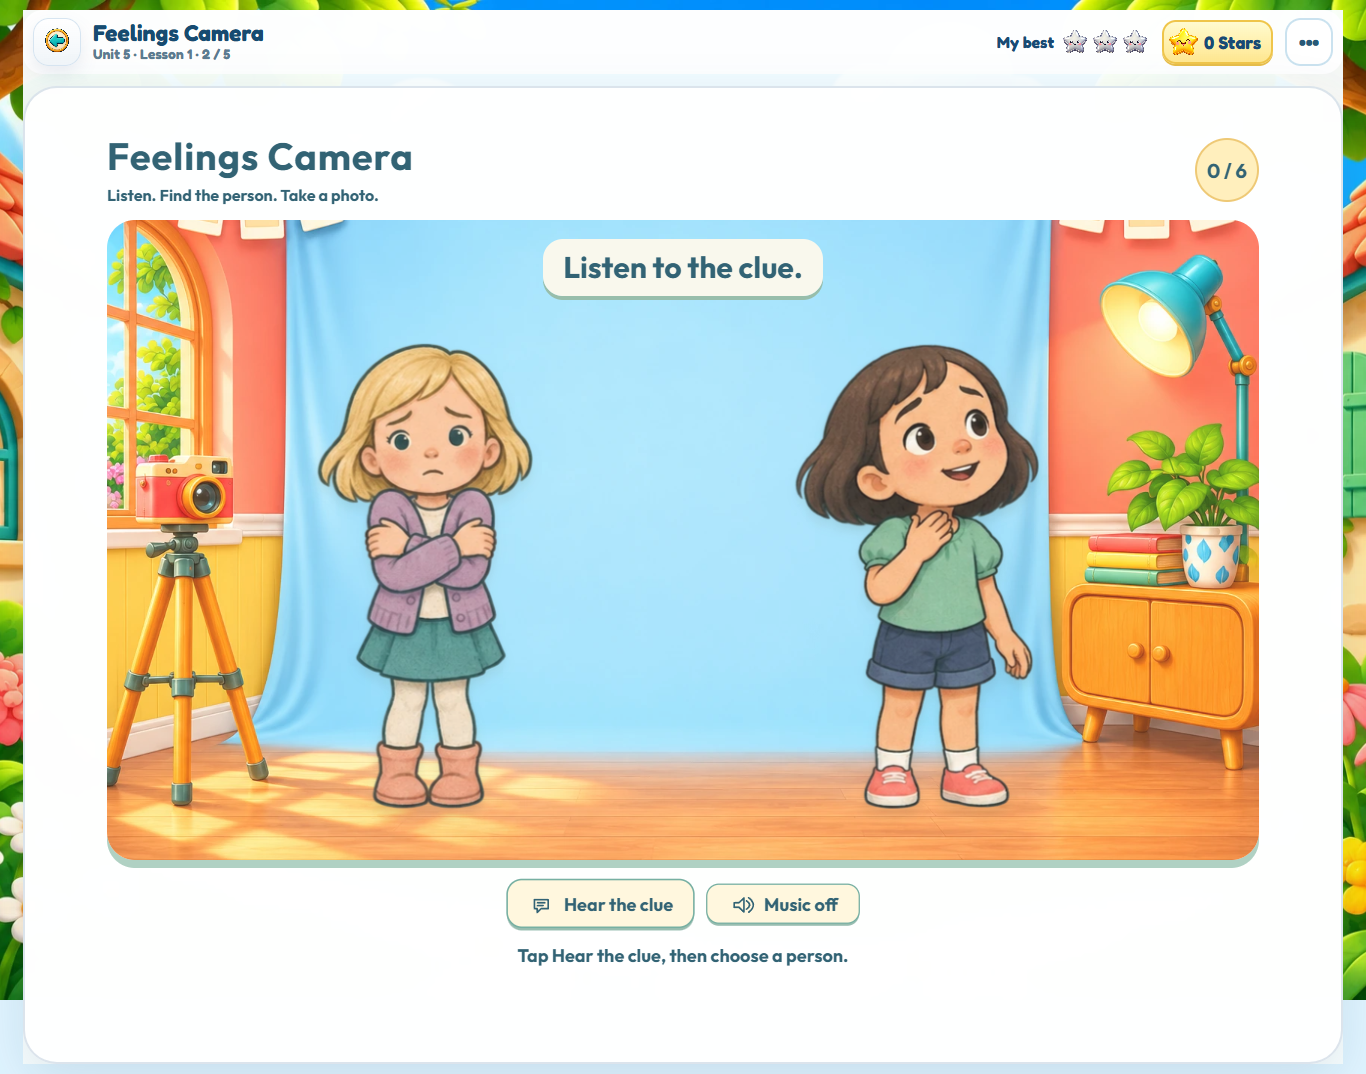 Feelings Camera
Unit 5 · Lesson 1 · 2 / 5
My best
0 Stars
Feelings Camera
Listen. Find the person. Take a photo.
0 / 6
Listen to the clue.
Hear the clue
Music off
Tap Hear the clue, then choose a person.